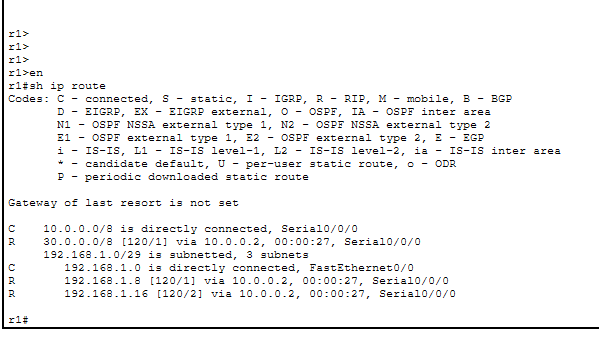 r1>
r1>
r1>
r1>en
r1#sh ip route
Codes: C - connected, S - static, I - IGRP, R - RIP, M - mobile, B - BGP
       D - EIGRP, EX - EIGRP external, O - OSPF, IA - OSPF inter area
       N1 - OSPF NSSA external type 1, N2 - OSPF NSSA external type 2
       E1 - OSPF external type 1, E2 - OSPF external type 2, E - EGP
       i - IS-IS, L1 - IS-IS level-1, L2 - IS-IS level-2, ia - IS-IS inter area
       * - candidate default, U - per-user static route, o - ODR
       P - periodic downloaded static route
Gateway of last resort is not set
C    10.0.0.0/8 is directly connected, Serial0/0/0
R    30.0.0.0/8 [120/1] via 10.0.0.2, 00:00:27, Serial0/0/0
     192.168.1.0/29 is subnetted, 3 subnets
C       192.168.1.0 is directly connected, FastEthernet0/0
R       192.168.1.8 [120/1] via 10.0.0.2, 00:00:27, Serial0/0/0
R       192.168.1.16 [120/2] via 10.0.0.2, 00:00:27, Serial0/0/0
r1#